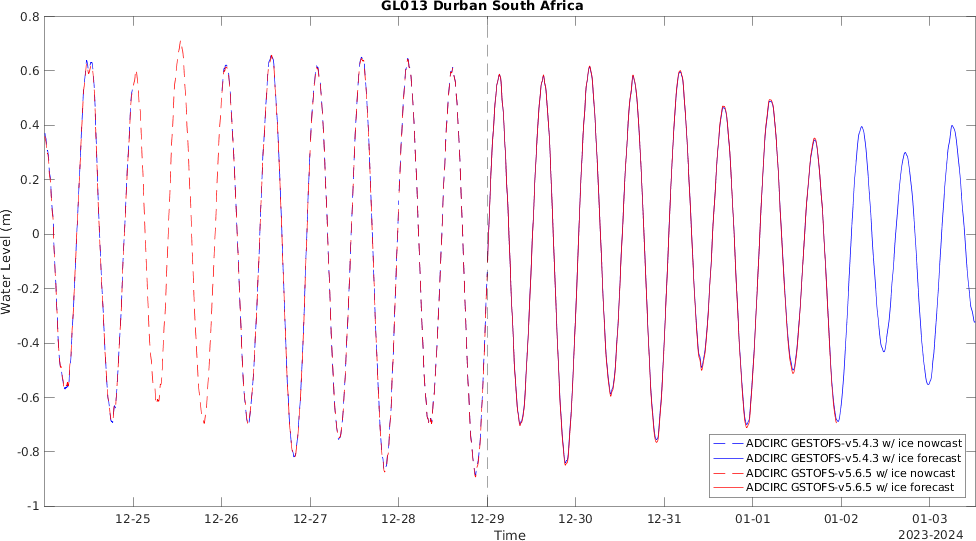 GL013 Durban South Africa
0.8
0.6
0.4
0.2
0
-0.2
-0.4
-0.6
-0.8
-1
Water Level (m)
ADCIRC GESTOFS-v5.4.3 w/ ice nowcast
ADCIRC GESTOFS-v5.4.3 w/ ice forecast
ADCIRC GSTOFS-v5.6.5 w/ ice nowcast
ADCIRC GSTOFS-v5.6.5 w/ ice forecast
12-25 12-26 12-27 12-28 12-29 12-30 12-31 01-01 01-02 01-03
Time
2023-2024